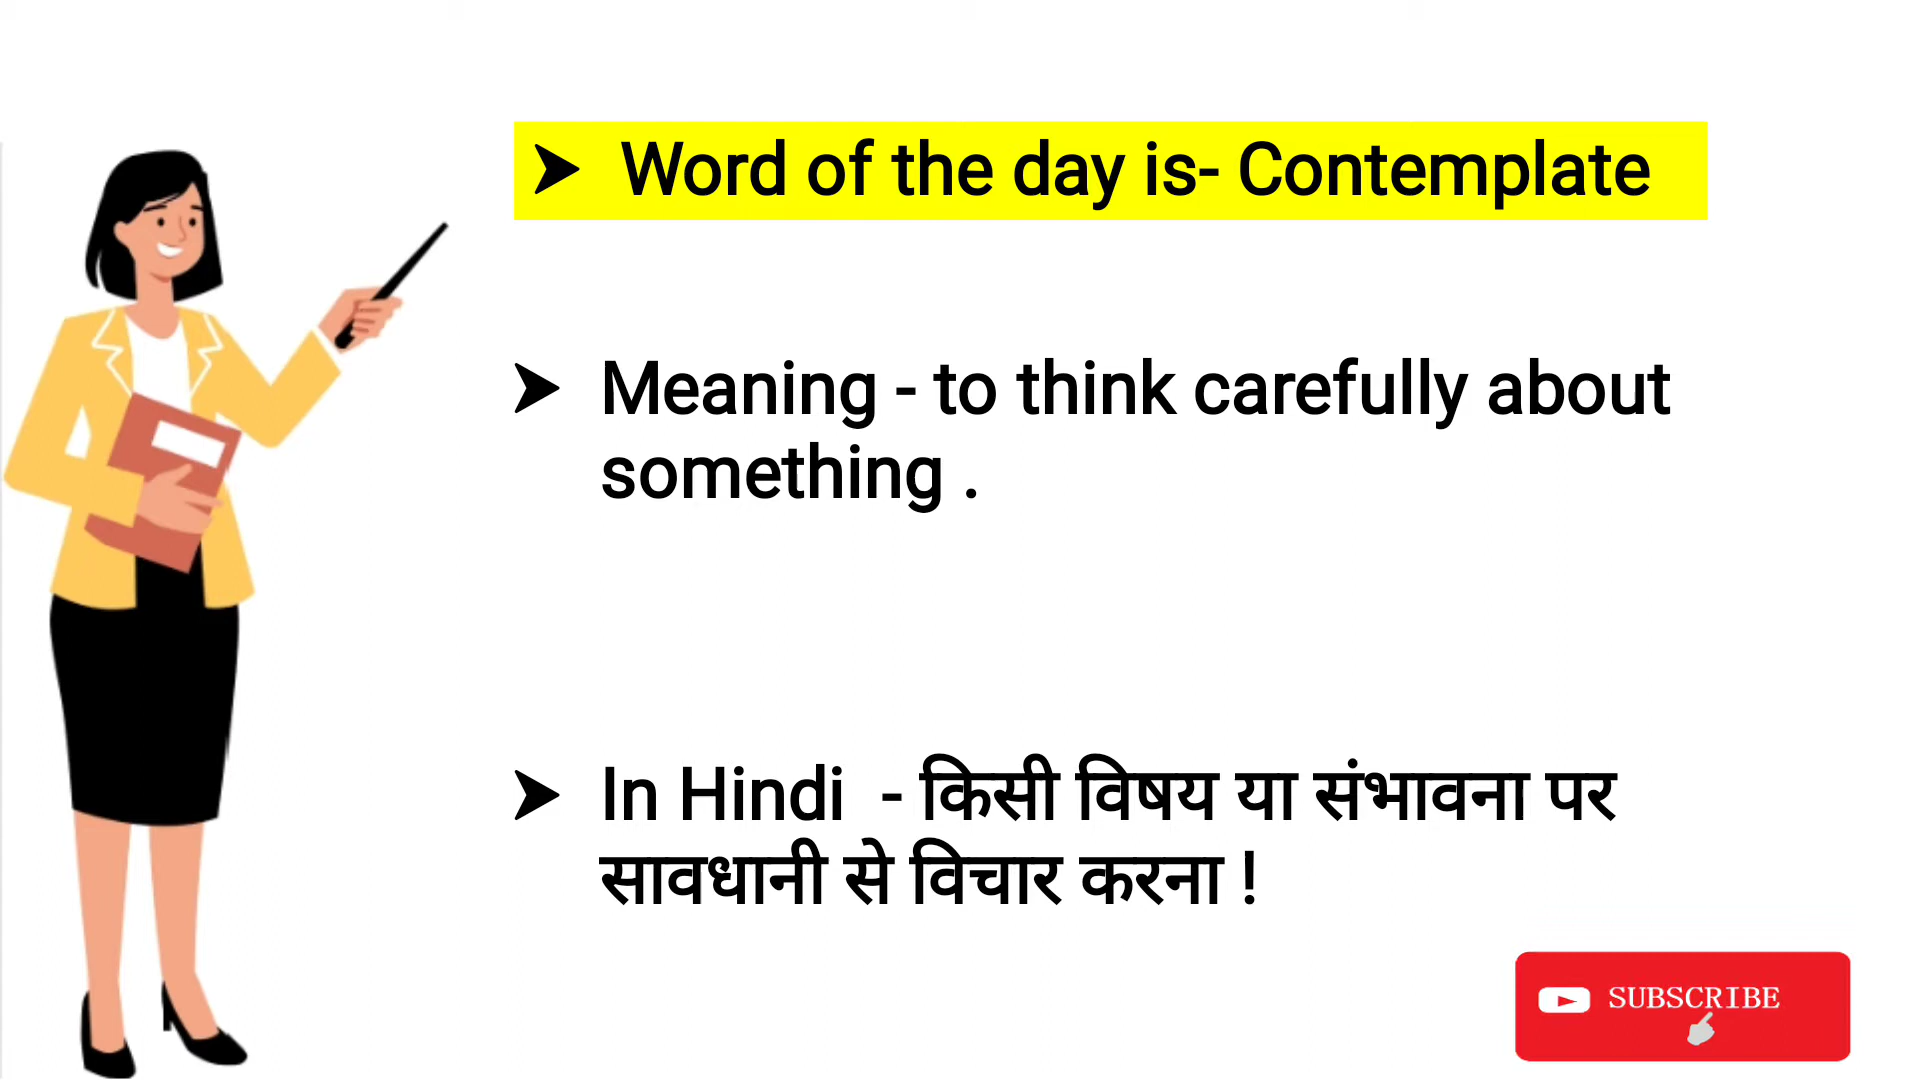 ➤ Word of the day is- Contemplate
➤ Meaning - to think carefully about
something .
➤ In Hindi - किसी विषय या संभावना पर
सावधानी से विचार करना !
SUBSCRIBE